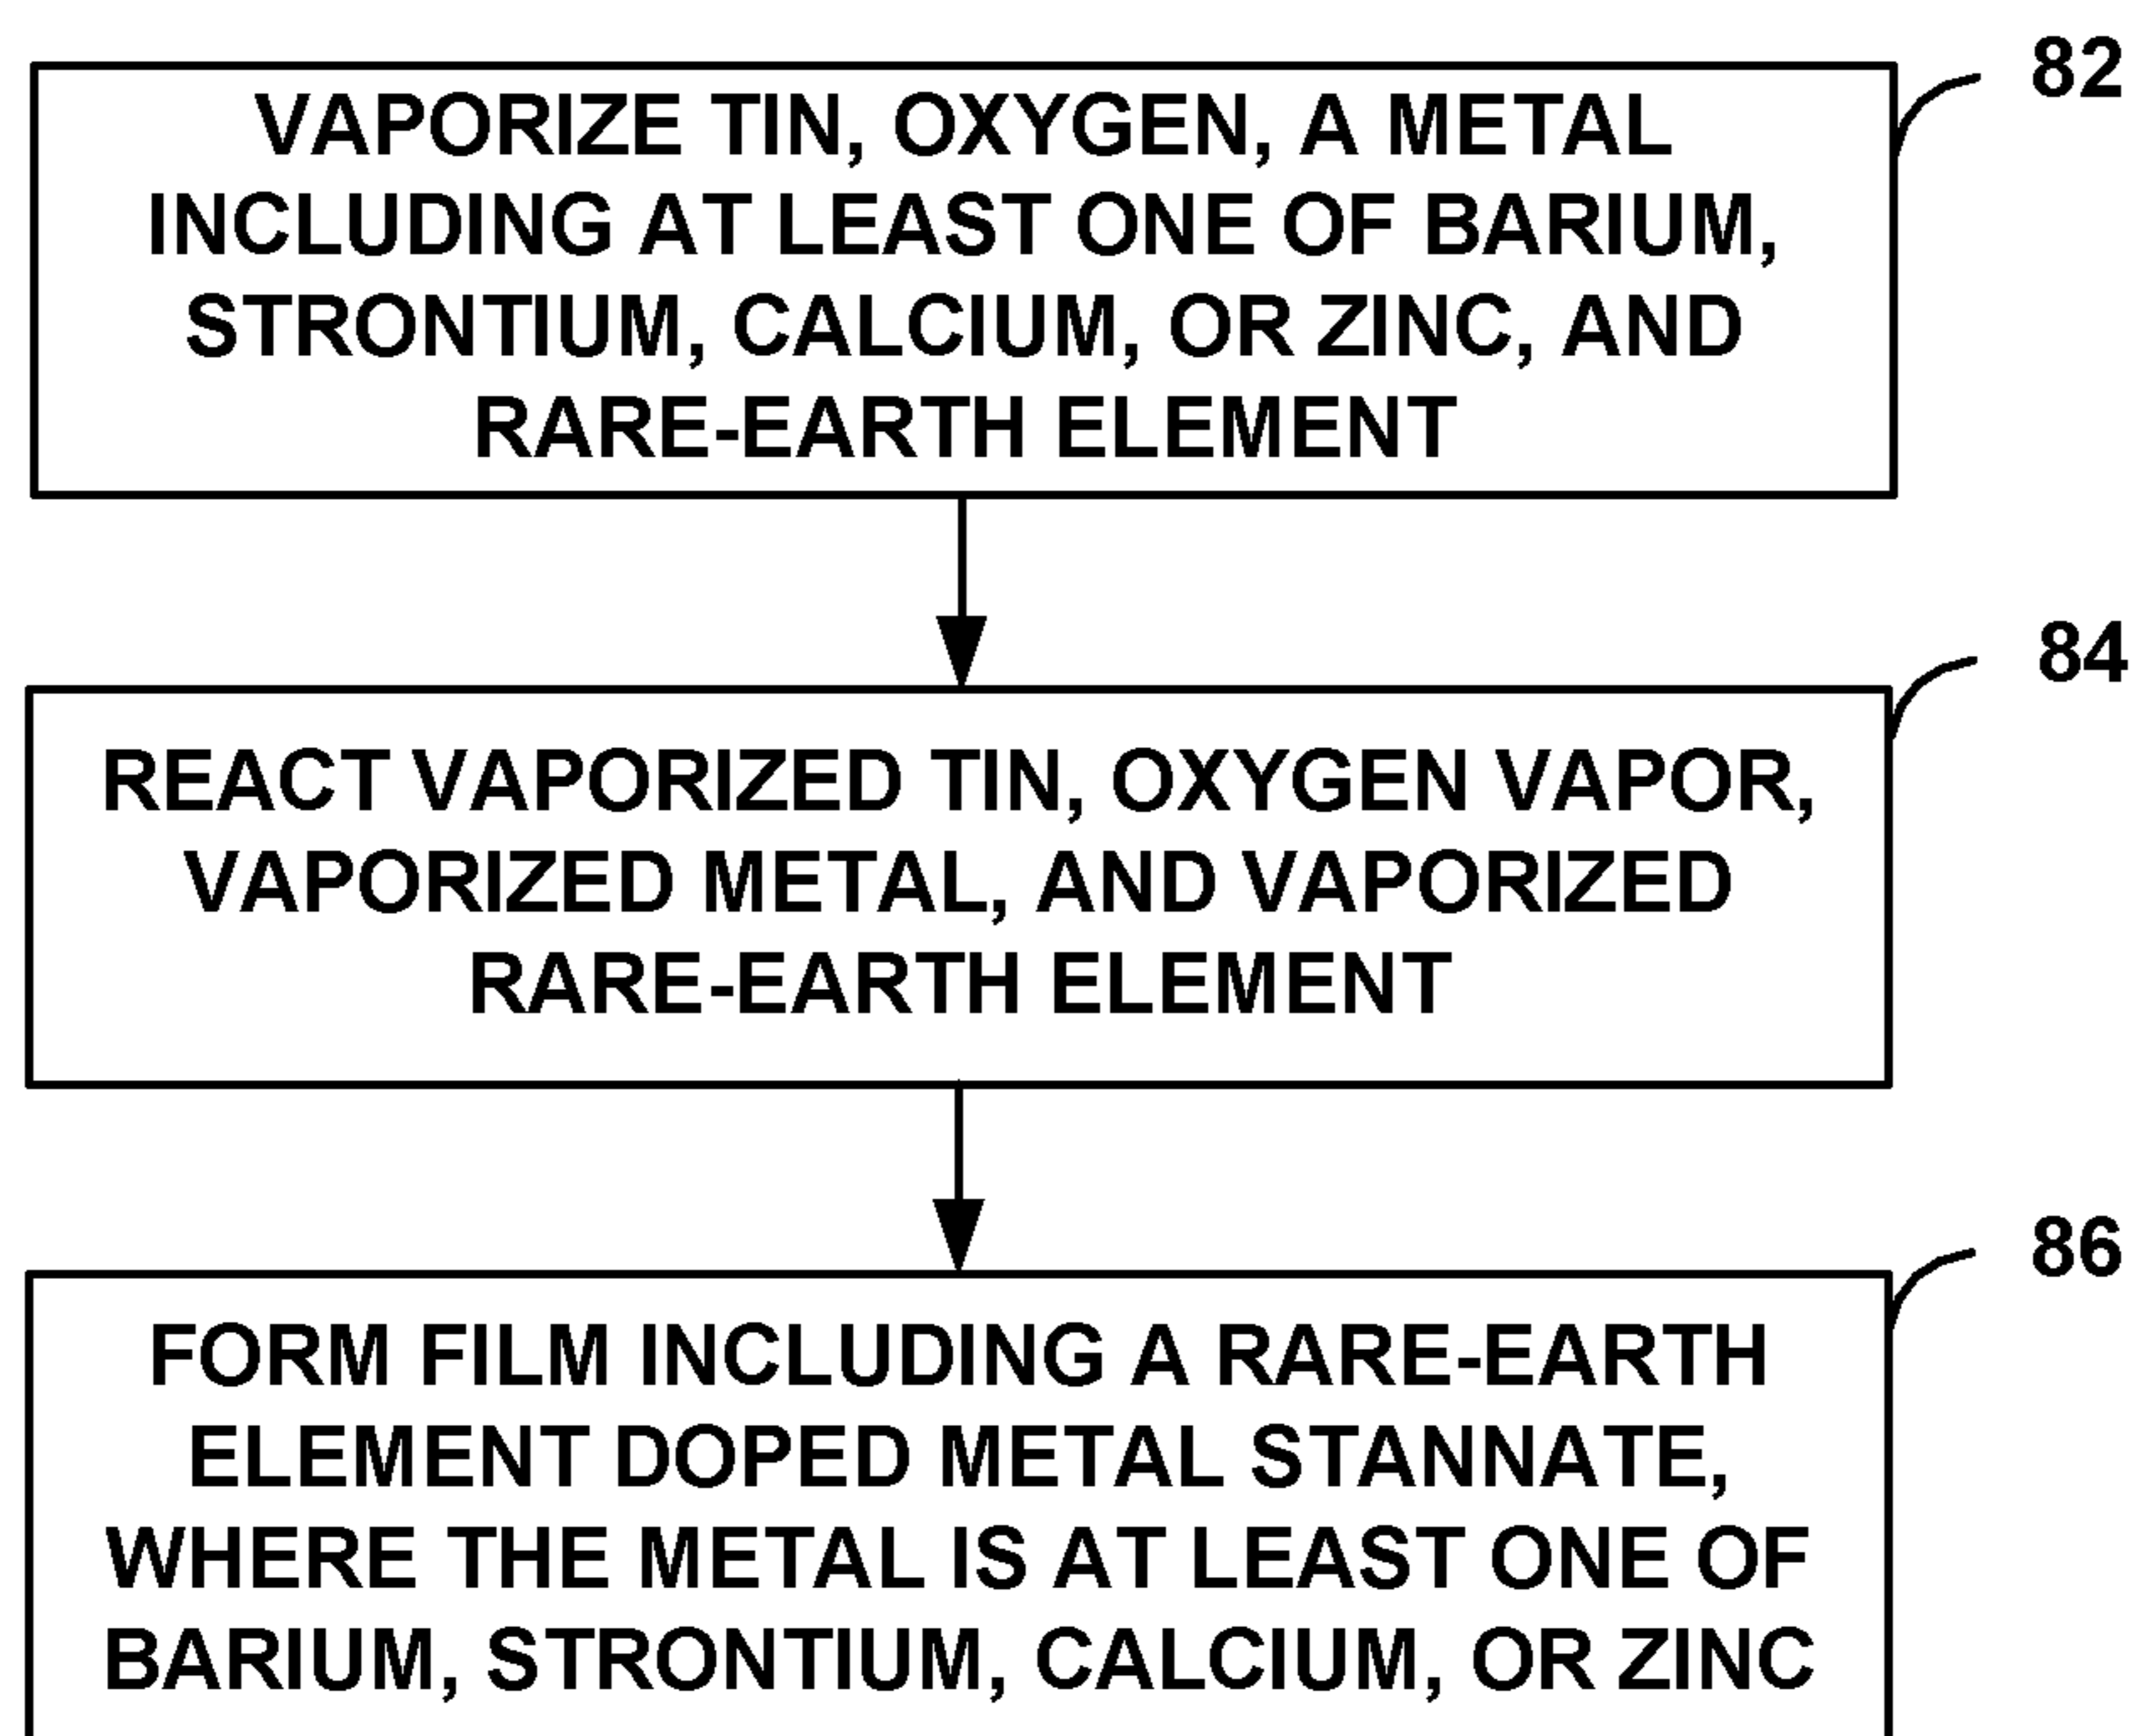 82
VAPORIZE TIN, OXYGEN, A METAL
INCLUDING AT LEAST ONE OF BARIUM,
STRONTIUM, CALCIUM, OR ZINC, AND
RARE-EARTH ELEMENT
84
REACT VAPORIZED TIN, OXYGEN VAPOR,
VAPORIZED METAL, AND VAPORIZED
RARE-EARTH ELEMENT
86
FORM FILM INCLUDING A RARE-EARTH
ELEMENT DOPED METAL STANNATE,
WHERE THE METAL IS AT LEAST ONE OF
BARIUM, STRONTIUM, CALCIUM, OR ZINC